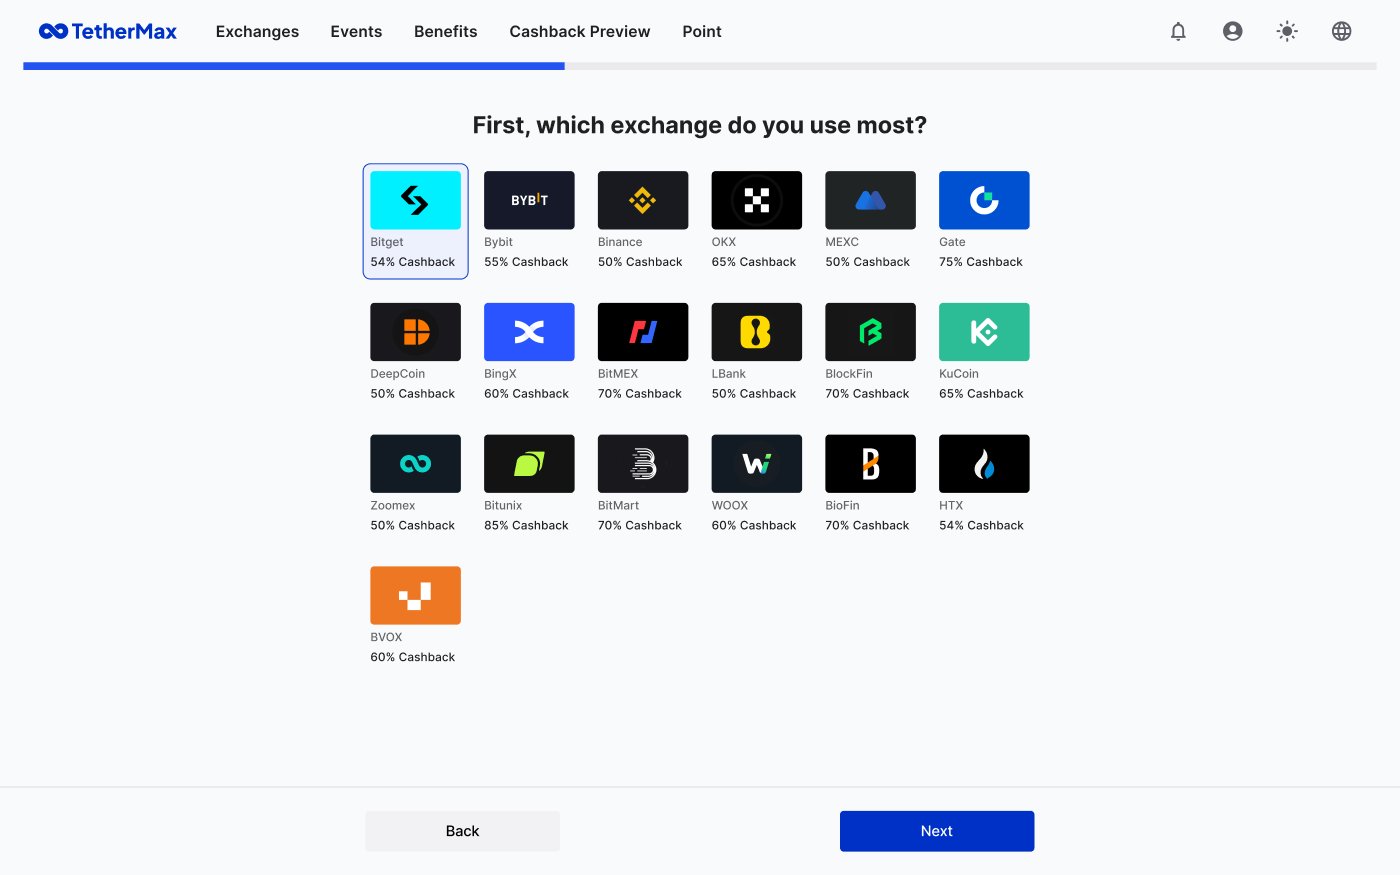 TetherMax Exchanges Events Benefits Cashback Preview Point
First, which exchange do you use most?
BYBIT
Bitget Bybit Binance OKX MEXC Gate
54% Cashback 55% Cashback 50% Cashback 65% Cashback 50% Cashback 75% Cashback
DeepCoin BingX BitMEX LBank BlockFin KuCoin
50% Cashback 60% Cashback 70% Cashback 50% Cashback 70% Cashback 65% Cashback
Zoomex Bitunix BitMart WOOX BioFin HTX
50% Cashback 85% Cashback 70% Cashback 60% Cashback 70% Cashback 54% Cashback
BVOX
60% Cashback
Back Next